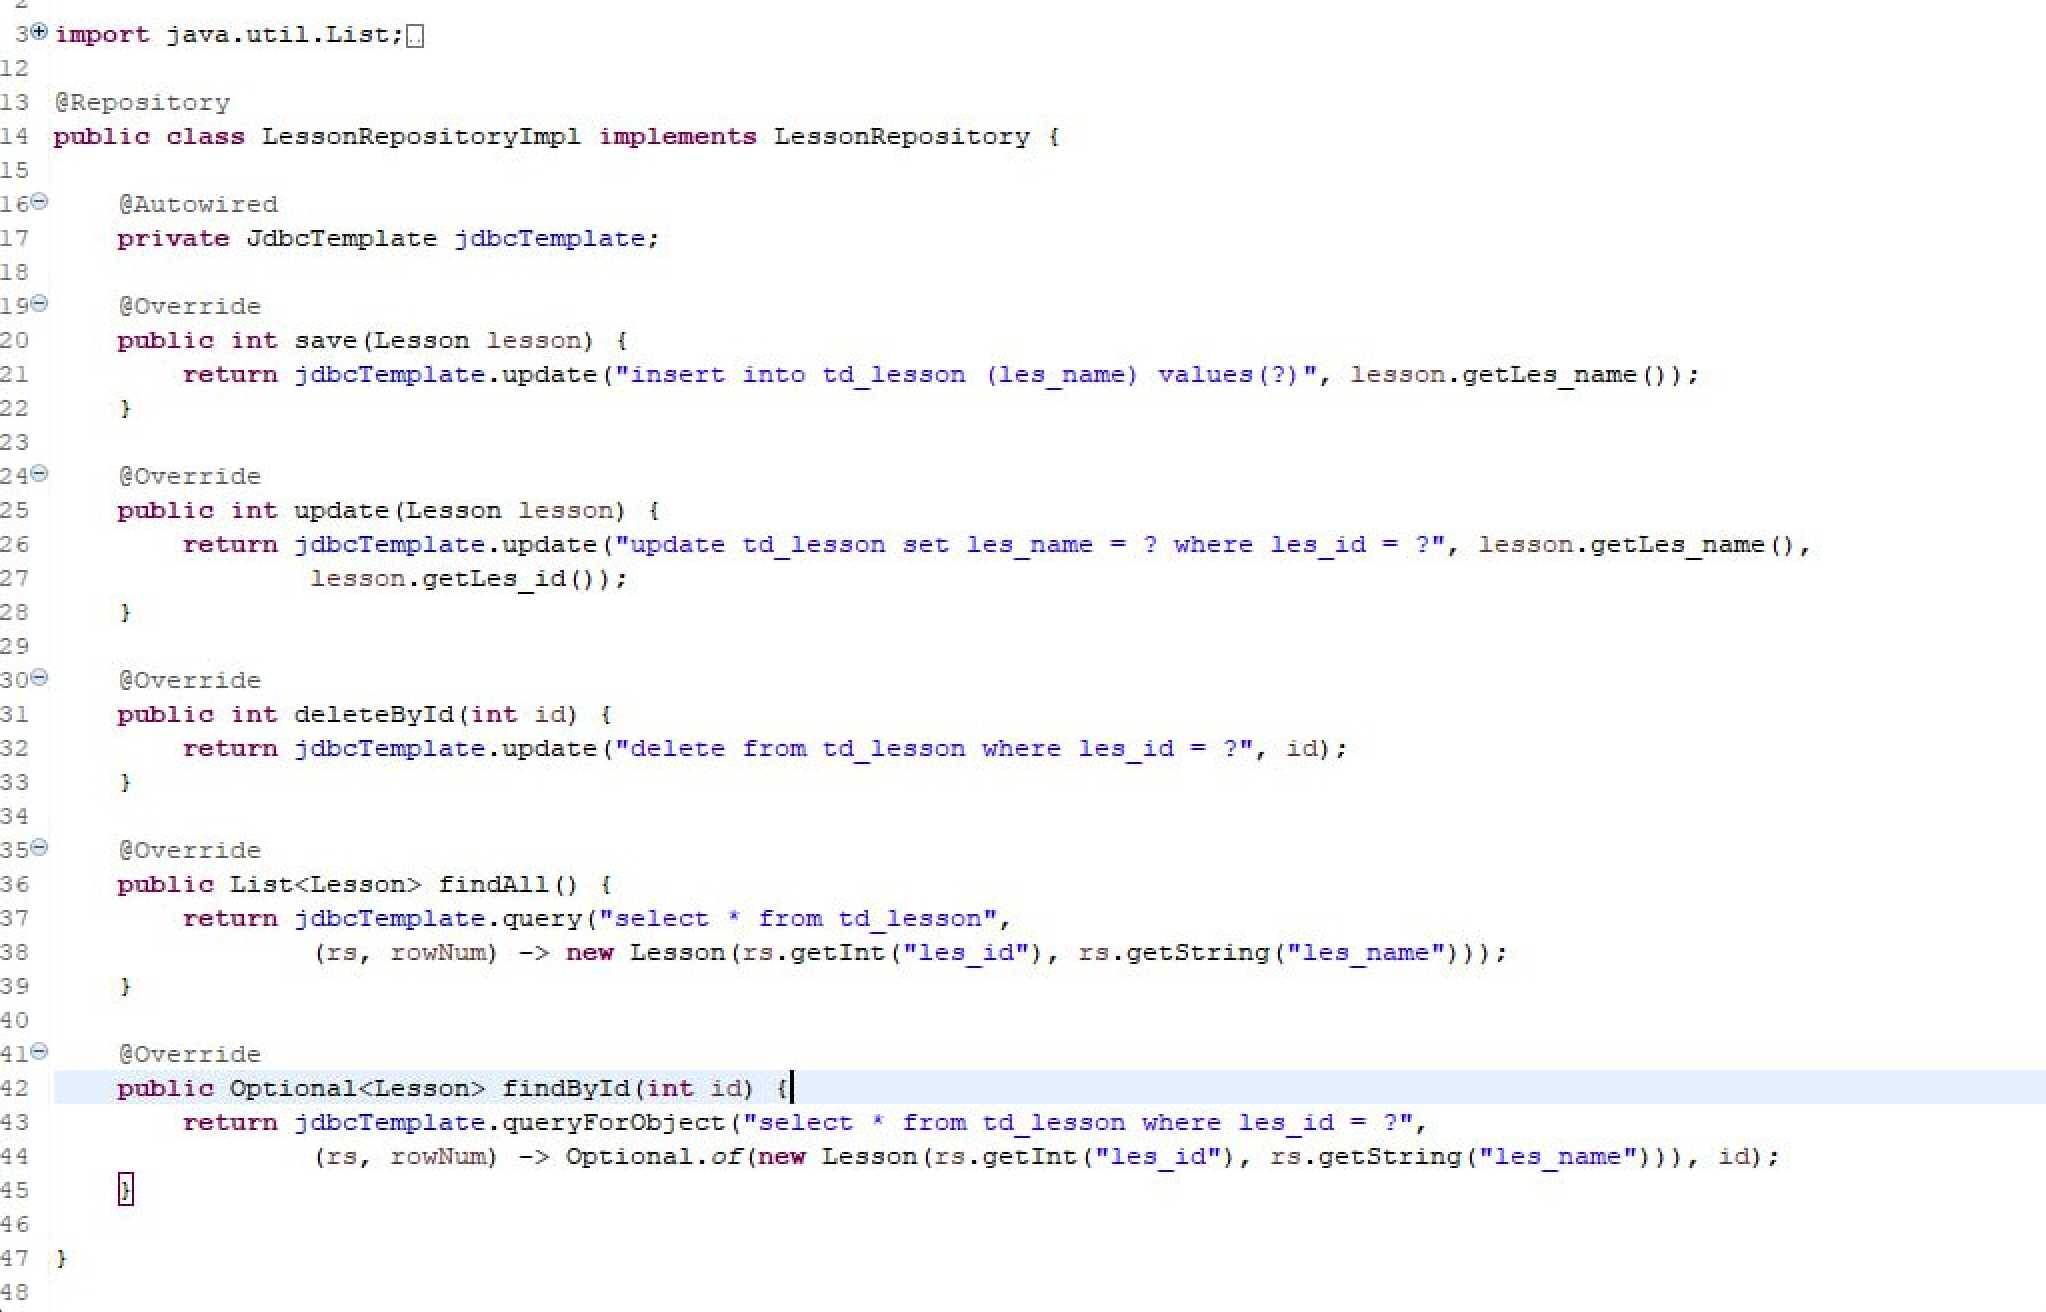 2
3 import java.util.List;
12
13 @Repository
14 public class LessonRepositoryImpl implements LessonRepository {
15
16 @Autowired
17 private JdbcTemplate jdbcTemplate;
18
19 @Override
20 public int save(Lesson lesson) {
21 return jdbcTemplate.update("insert into td_lesson (les_name) values(?)", lesson.getLes_name());
22 }
23
24 @Override
25 public int update(Lesson lesson) {
26 return jdbcTemplate.update("update td_lesson set les_name = ? where les_id = ?", lesson.getLes_name(),
27 lesson.getLes_id());
28 }
29
30 @Override
31 public int deleteById(int id) {
32 return jdbcTemplate.update("delete from td_lesson where les_id = ?", id);
33 }
34
35 @Override
36 public List<Lesson> findAll() {
37 return jdbcTemplate.query("select * from td_lesson",
38 (rs, rowNum) -> new Lesson(rs.getInt("les_id"), rs.getString("les_name")));
39 }
40
41 @Override
42 public Optional<Lesson> findById(int id) {
43 return jdbcTemplate.queryForObject("select * from td_lesson where les_id = ?",
44 (rs, rowNum) -> Optional.of(new Lesson(rs.getInt("les_id"), rs.getString("les_name"))), id);
45 }
46
47 }
48